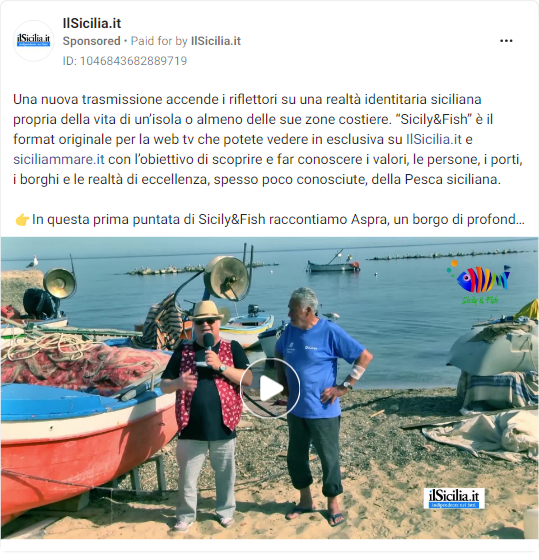 IlSicilia.it
Sponsored • Paid for by IlSicilia.it
ID: 1046843682889719
Una nuova trasmissione accende i riflettori su una realtà identitaria siciliana
propria della vita di un'isola o almeno delle sue zone costiere. "Sicily&Fish" è il
format originale per la web tv che potete vedere in esclusiva su IlSicilia.it e
siciliammare.it con l'obiettivo di scoprire e far conoscere i valori, le persone, i porti,
i borghi e le realtà di eccellenza, spesso poco conosciute, della Pesca siciliana.
👉In questa prima puntata di Sicily&Fish raccontiamo Aspra, un borgo di profond...
Sicily & Fish
ilSicilia.it